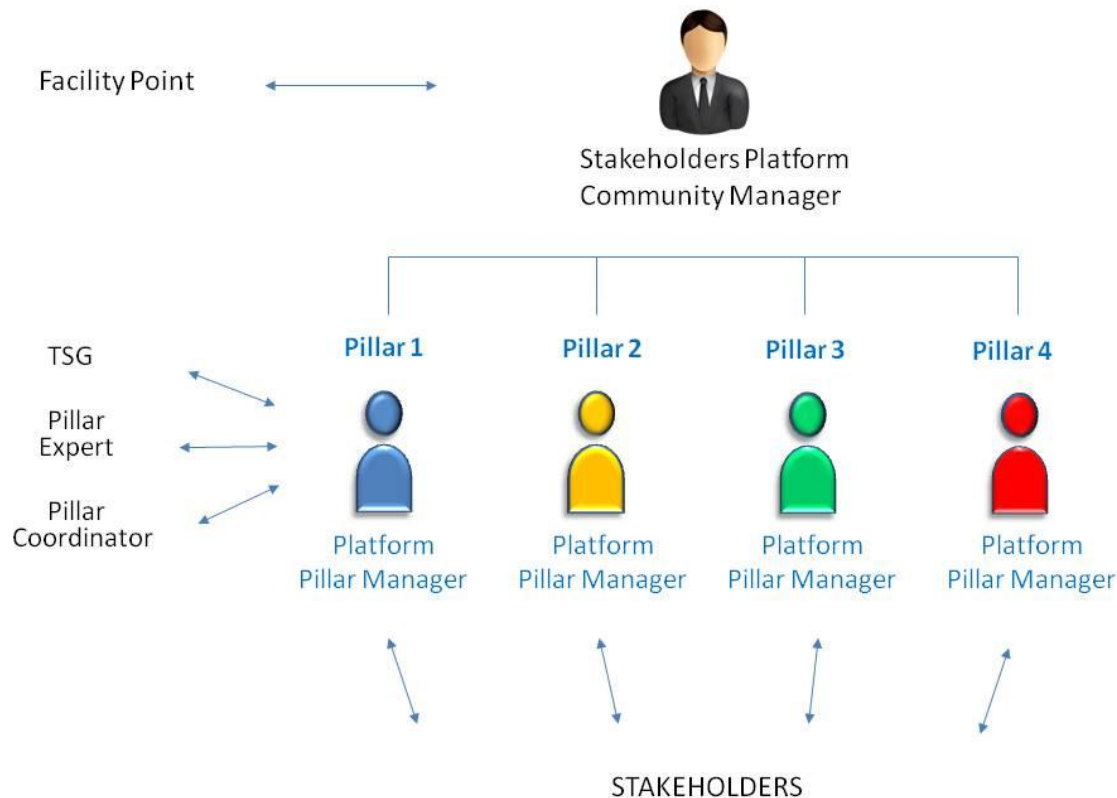 Facility Point
Stakeholders Platform
Community Manager
Pillar 1
Pillar 2
Pillar 3
Pillar 4
TSG
Pillar
Expert
Pillar
Coordinator
Platform
Pillar Manager
Platform
Pillar Manager
Platform
Pillar Manager
Platform
Pillar Manager
STAKEHOLDERS